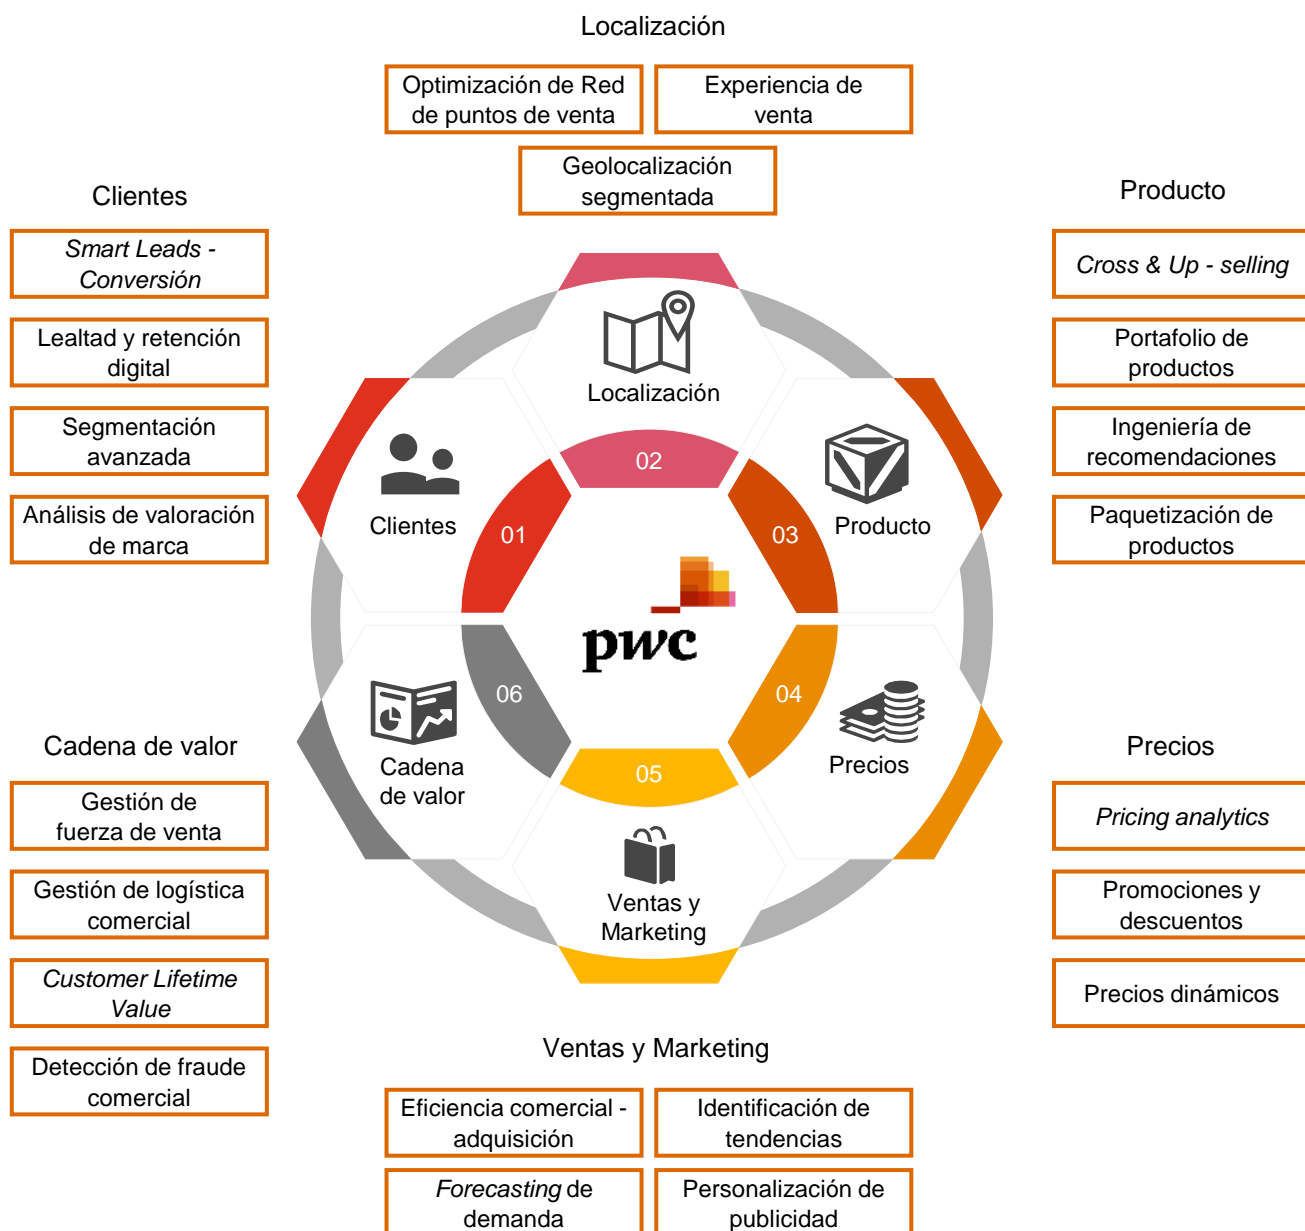 Localización
Optimización de Red
de puntos de venta
Experiencia de
venta
Geolocalización
segmentada
Clientes
Smart Leads -
Conversión
Lealtad y retención
digital
Segmentación
avanzada
Análisis de valoración
de marca
Producto
Cross & Up - selling
Portafolio de
productos
Ingeniería de
recomendaciones
Paquetización de
productos
Localización
02
Clientes
01
03
Producto
pwc
06
Cadena
de valor
04
Precios
05
Ventas y
Marketing
Cadena de valor
Gestión de
fuerza de venta
Gestión de logística
comercial
Customer Lifetime
Value
Detección de fraude
comercial
Precios
Pricing analytics
Promociones y
descuentos
Precios dinámicos
Ventas y Marketing
Eficiencia comercial -
adquisición
Identificación de
tendencias
Forecasting de
demanda
Personalización de
publicidad